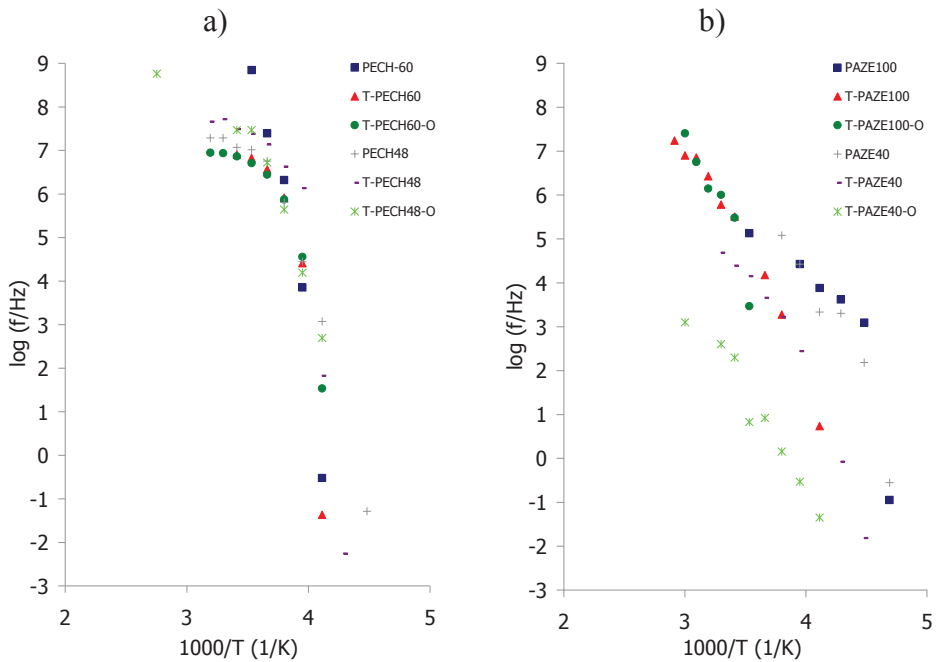 a)
9
8
7
6
5
4
3
2
1
0
-1
-2
-3
log (f/Hz)
2 3 4 5
1000/T (1/K)
PECH-60
T-PECH60
T-PECH60-O
PECH48
T-PECH48
T-PECH48-O
b)
9
8
7
6
5
4
3
2
1
0
-1
-2
-3
log (f/Hz)
2 3 4 5
1000/T (1/K)
PAZE100
T-PAZE100
T-PAZE100-O
PAZE40
T-PAZE40
T-PAZE40-O